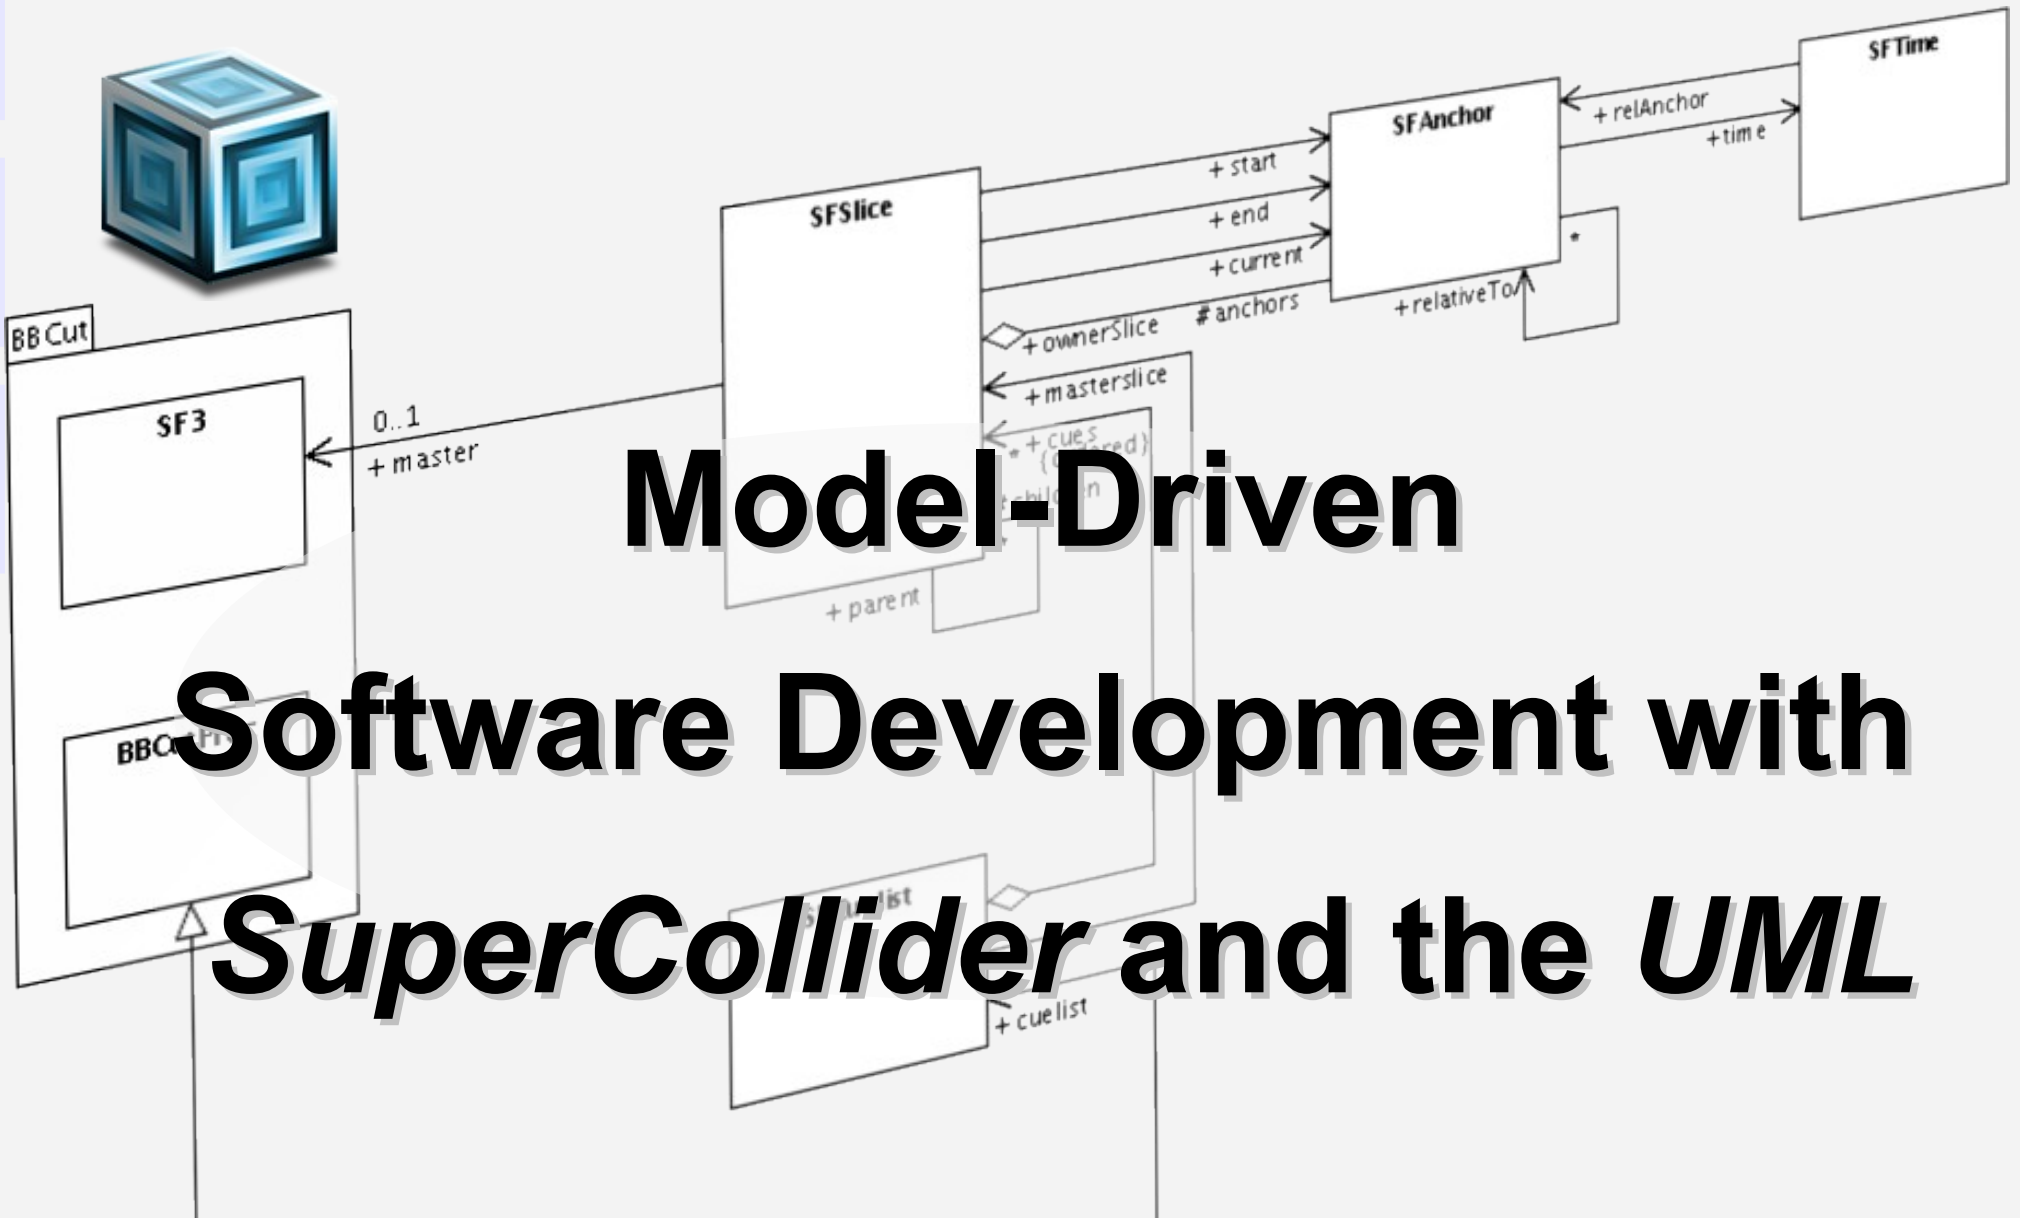 SFTime
+ relAnchor
+time
SFAnchor
+ start
+ end
+ current
*
+relativeTo
# anchors
SFSlice
+ ownerSlice
+ masterslice
BBCut
SF3
0..1
+ master
+ cues
*
Model-Driven
*
+ parent
Software Development with
SuperCollider and the UML
+ cuelist